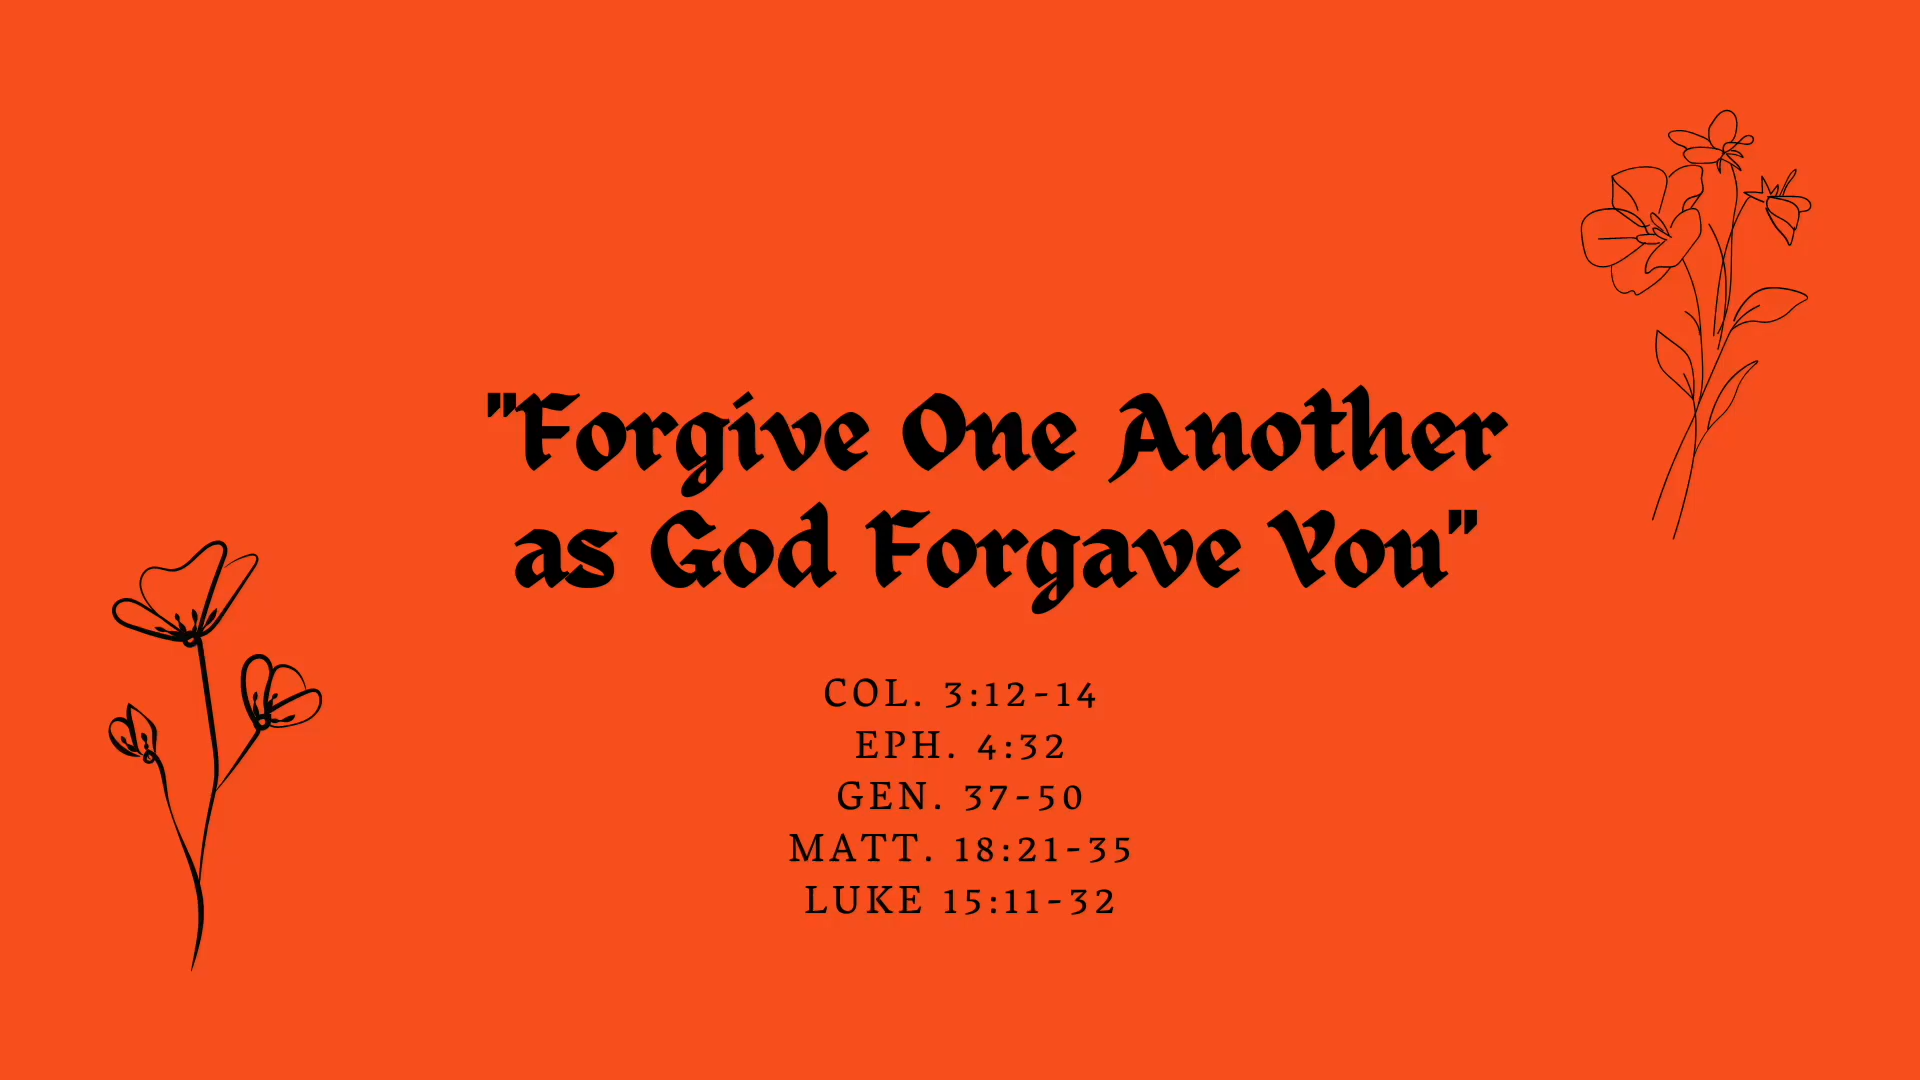 "Forgive One Another
as God Forgave You"
COL. 3:12-14
EPH. 4:32
GEN. 37-50
MATT. 18:21-35
LUKE 15:11-32